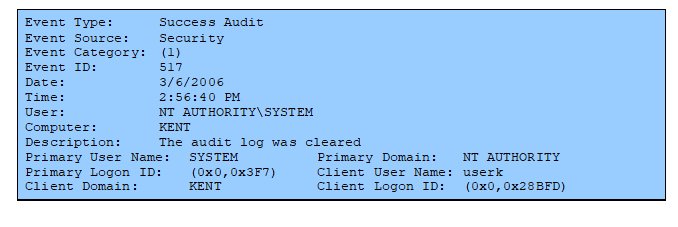 Event Type: Success Audit
Event Source: Security
Event Category: (1)
Event ID: 517
Date: 3/6/2006
Time: 2:56:40 PM
User: NT AUTHORITY\SYSTEM
Computer: KENT
Description: The audit log was cleared
Primary User Name: SYSTEM Primary Domain: NT AUTHORITY
Primary Logon ID: (0x0,0x3F7) Client User Name: userk
Client Domain: KENT Client Logon ID: (0x0,0x28BFD)